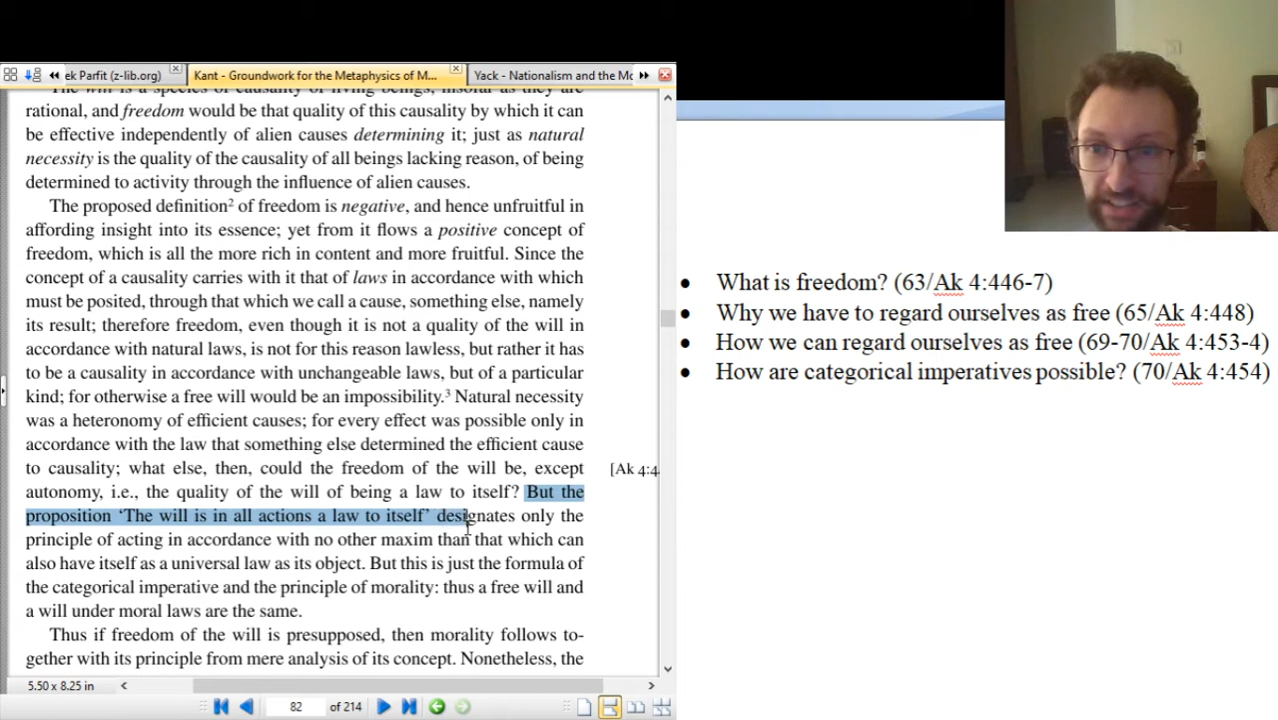 ek Parfit (z-lib.org)
Kant - Groundwork for the Metaphysics of M...
Yack - Nationalism and the Mo
The will is a species of causality of living beings, insofar as they are
rational, and freedom would be that quality of this causality by which it can
be effective independently of alien causes determining it; just as natural
necessity is the quality of the causality of all beings lacking reason, of being
determined to activity through the influence of alien causes.
The proposed definition² of freedom is negative, and hence unfruitful in
affording insight into its essence; yet from it flows a positive concept of
freedom, which is all the more rich in content and more fruitful. Since the
concept of a causality carries with it that of laws in accordance with which
must be posited, through that which we call a cause, something else, namely
its result; therefore freedom, even though it is not a quality of the will in
accordance with natural laws, is not for this reason lawless, but rather it has
to be a causality in accordance with unchangeable laws, but of a particular
kind; for otherwise a free will would be an impossibility.³ Natural necessity
was a heteronomy of efficient causes; for every effect was possible only in
accordance with the law that something else determined the efficient cause
to causality; what else, then, could the freedom of the will be, except
[Ak 4:4
autonomy, i.e., the quality of the will of being a law to itself? But the
proposition ‘The will is in all actions a law to itself’ designates only the
principle of acting in accordance with no other maxim than that which can
also have itself as a universal law as its object. But this is just the formula of
the categorical imperative and the principle of morality: thus a free will and
a will under moral laws are the same.
Thus if freedom of the will is presupposed, then morality follows to-
gether with its principle from mere analysis of its concept. Nonetheless, the
5.50 x 8.25 in
82
of 214
• What is freedom? (63/Ak 4:446-7)
• Why we have to regard ourselves as free (65/Ak 4:448)
• How we can regard ourselves as free (69-70/Ak 4:453-4)
• How are categorical imperatives possible? (70/Ak 4:454)